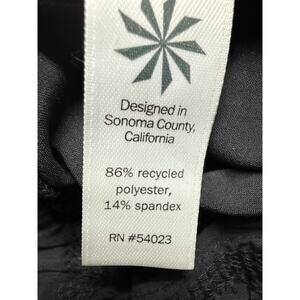 Designed in
Sonoma County,
California
86% recycled
polyester,
14% spandex
RN #54023